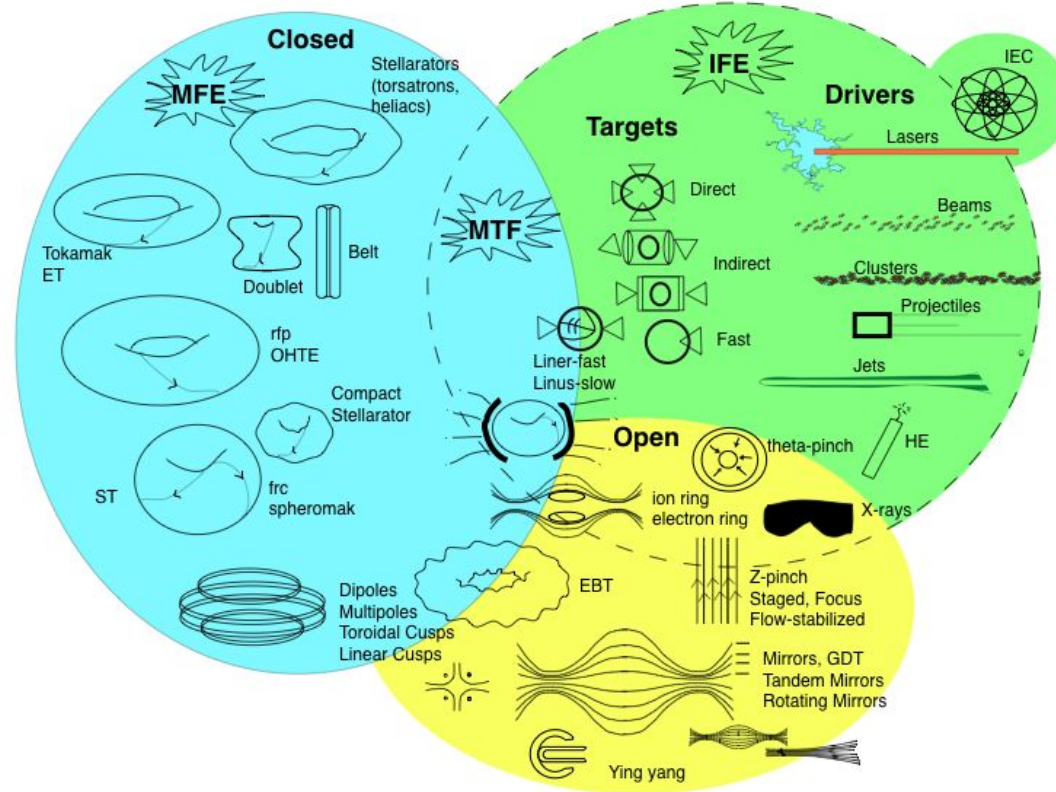 Closed
MFE
Stellarators
(torsatrons,
heliacs)
Tokamak
ET
Doublet
Belt
rfp
OHTE
Compact
Stellarator
ST
frc
spheromak
Dipoles
Multipoles
Toroidal Cusps
Linear Cusps
MTF
IFE
Targets
Direct
Indirect
Fast
Liner-fast
Linus-slow
Drivers
IEC
Lasers
Beams
Clusters
Projectiles
Jets
HE
X-rays
Open
theta-pinch
ion ring
electron ring
EBT
Z-pinch
Staged, Focus
Flow-stabilized
Mirrors, GDT
Tandem Mirrors
Rotating Mirrors
Ying yang